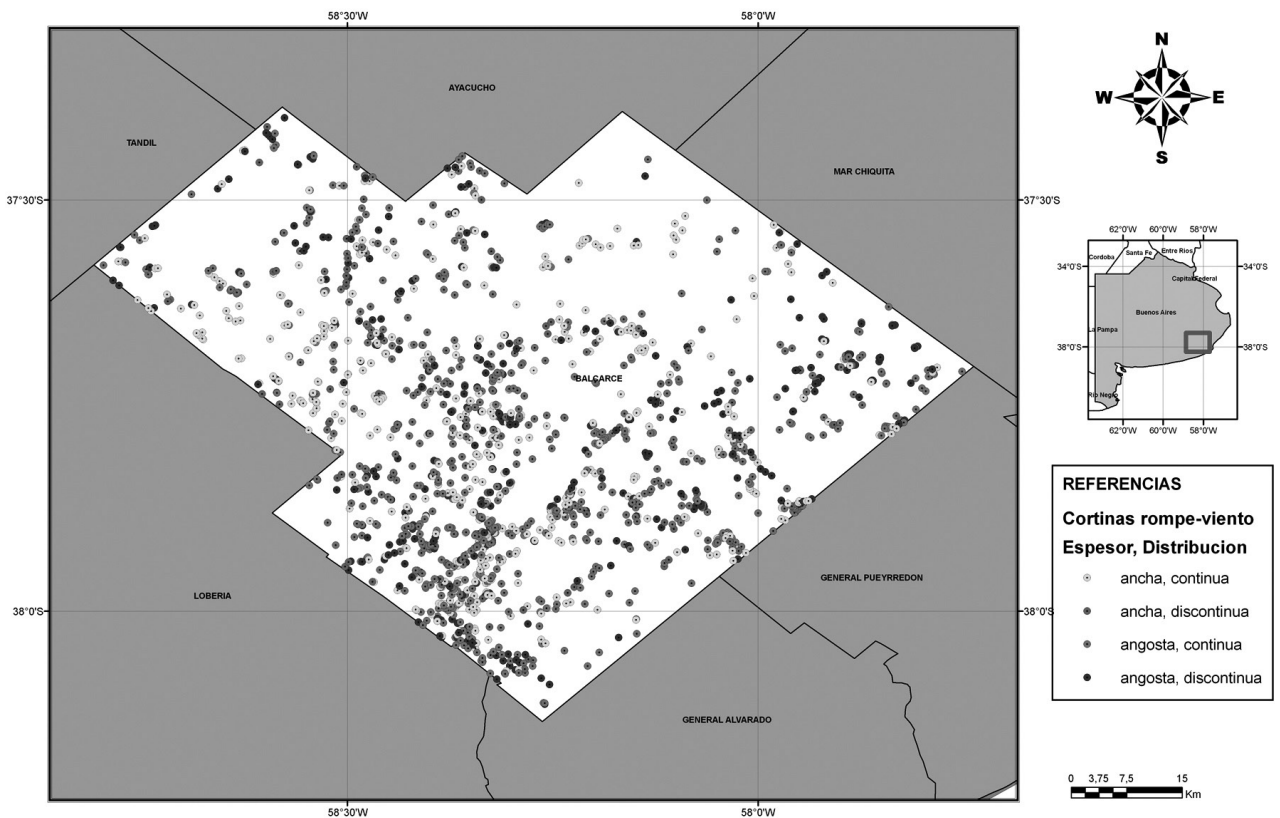 58°30'W 58°0'W
N
W E
S
AYACUCHO
TANDIL
MAR CHIQUITA
37°30'S 37°30'S
62°0'W 60°0'W 58°0'W
Cordoba Santa Fe Entre Rios
34°0'S 34°0'S
Capital Federal
Buenos Aires
La Pampa
38°0'S 38°0'S
BALCARCE
Rio Negro
62°0'W 60°0'W 58°0'W
REFERENCIAS
Cortinas rompe-viento
Espesor, Distribucion
ancha, continua
ancha, discontinua
angosta, continua
angosta, discontinua
GENERAL PUEYRREDON
LOBERIA
38°0'S 38°0'S
GENERAL ALVARADO
0 3,75 7,5 15
Km
58°30'W 58°0'W